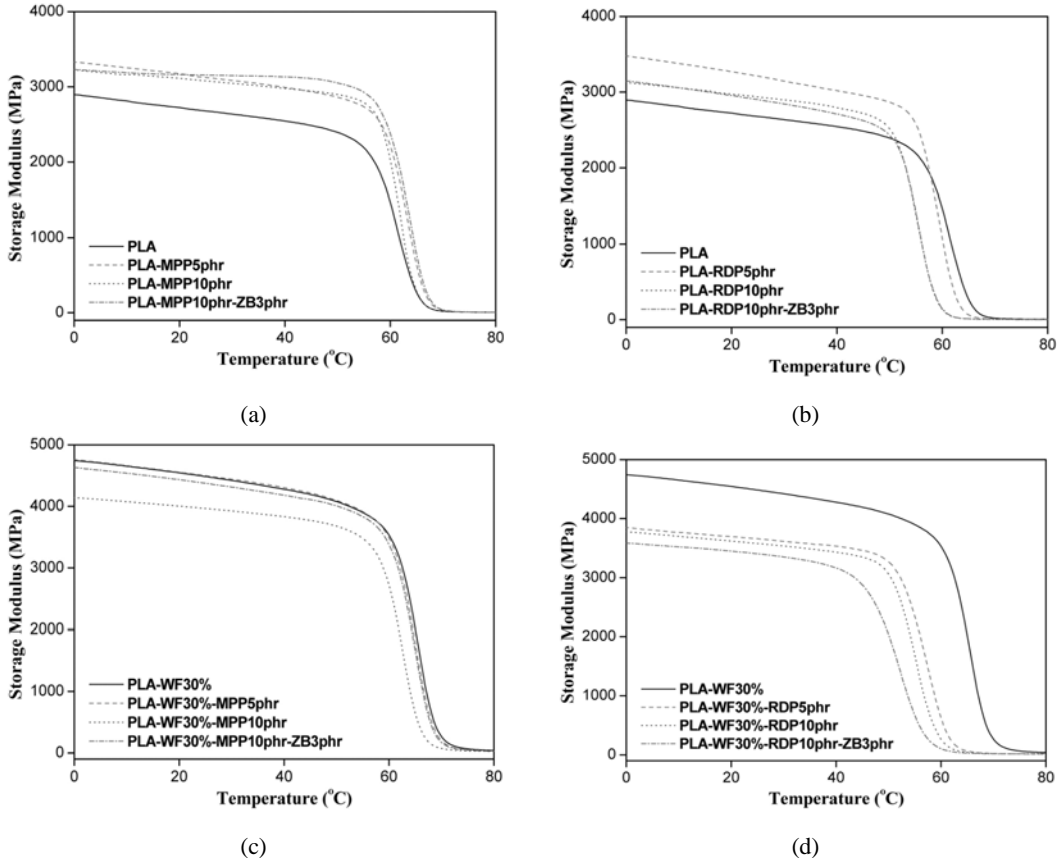 4000
3000
2000
1000
0
Storage Modulus (MPa)
PLA
PLA-MPP5phr
PLA-MPP10phr
PLA-MPP10phr-ZB3phr
0 20 40 60 80
Temperature (°C)
(a)
4000
3000
2000
1000
0
Storage Modulus (MPa)
PLA
PLA-RDP5phr
PLA-RDP10phr
PLA-RDP10phr-ZB3phr
0 20 40 60 80
Temperature (°C)
(b)
5000
4000
3000
2000
1000
0
Storage Modulus (MPa)
PLA-WF30%
PLA-WF30%-MPP5phr
PLA-WF30%-MPP10phr
PLA-WF30%-MPP10phr-ZB3phr
0 20 40 60 80
Temperature (°C)
(c)
5000
4000
3000
2000
1000
0
Storage Modulus (MPa)
PLA-WF30%
PLA-WF30%-RDP5phr
PLA-WF30%-RDP10phr
PLA-WF30%-RDP10phr-ZB3phr
0 20 40 60 80
Temperature (°C)
(d)